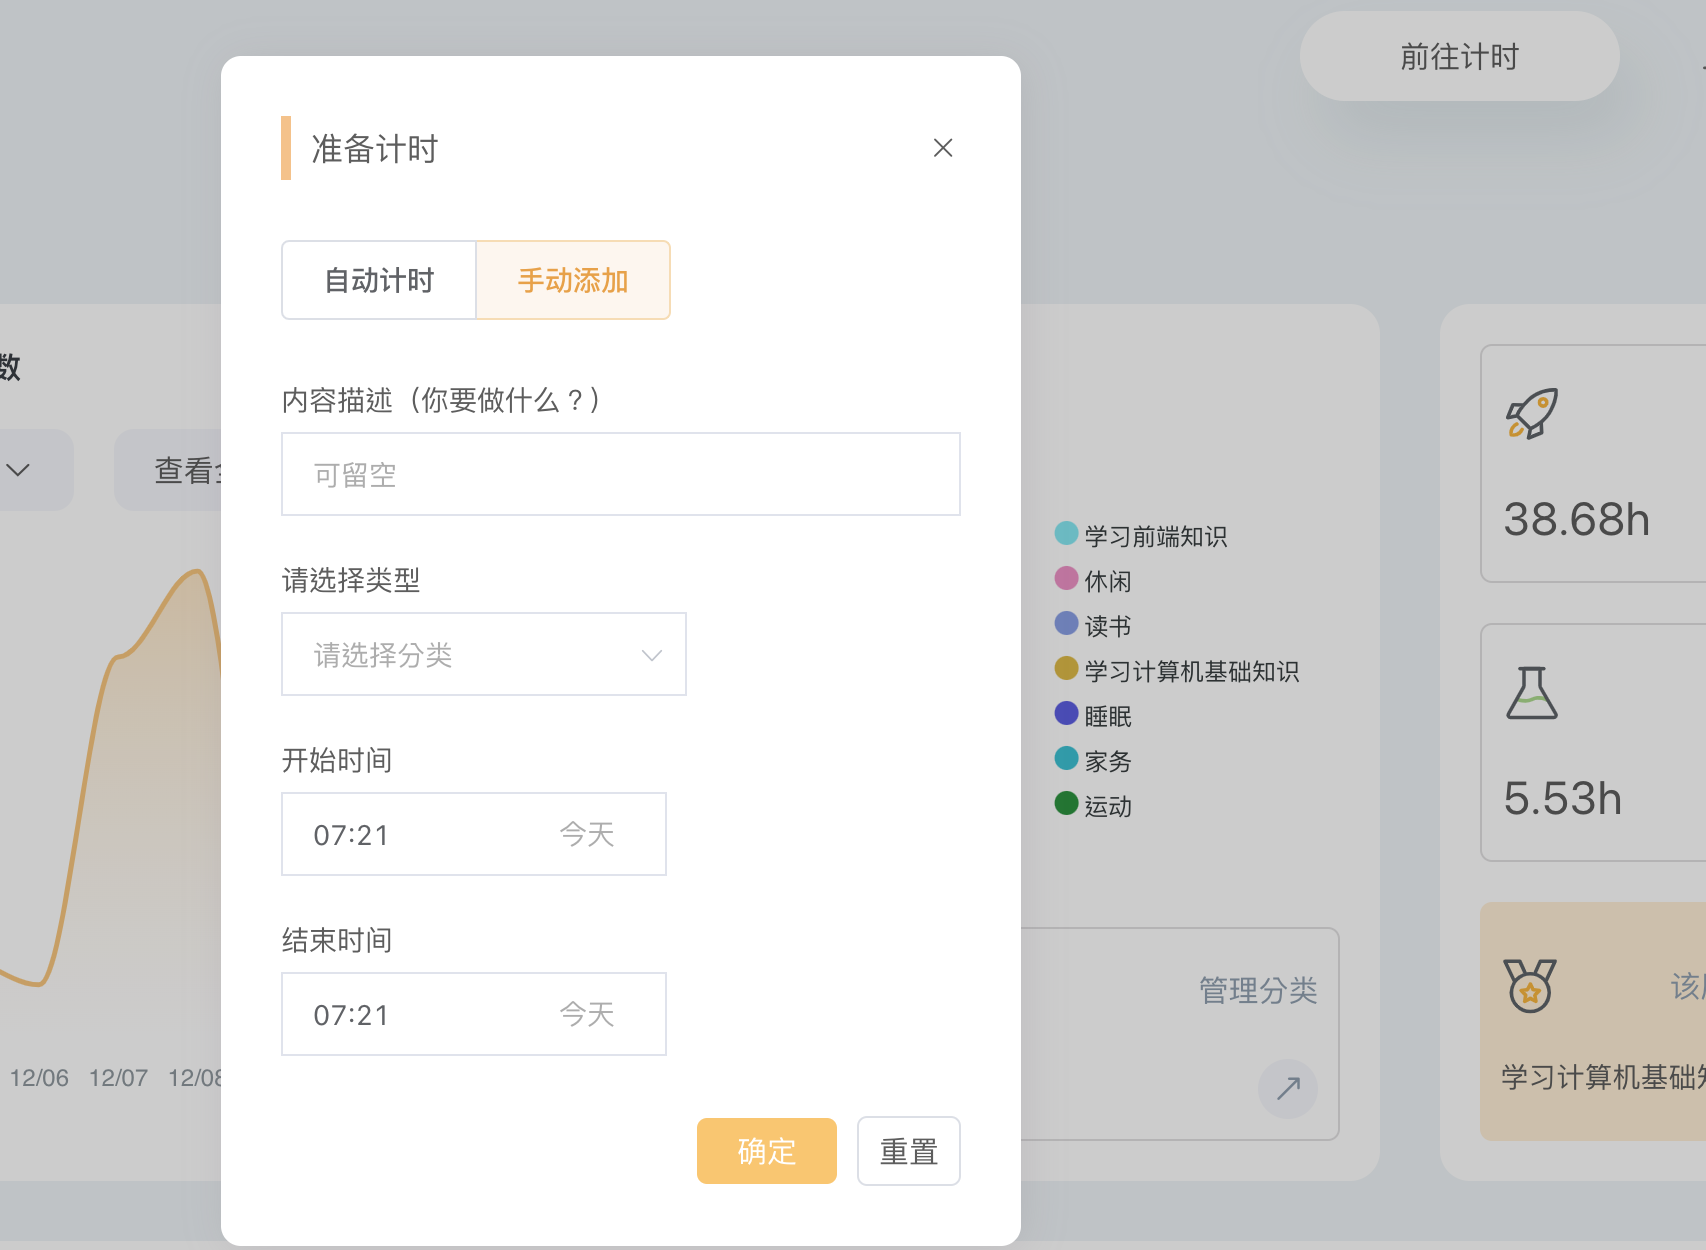 前往计时
准备计时
自动计时
手动添加
内容描述（你要做什么？）
可留空
请选择类型
请选择分类
开始时间
07:21 今天
结束时间
07:21 今天
确定
重置
数
查看
12/06 12/07 12/08
学习前端知识
休闲
读书
学习计算机基础知识
睡眠
家务
运动
管理分类
38.68h
5.53h
该
学习计算机基础知